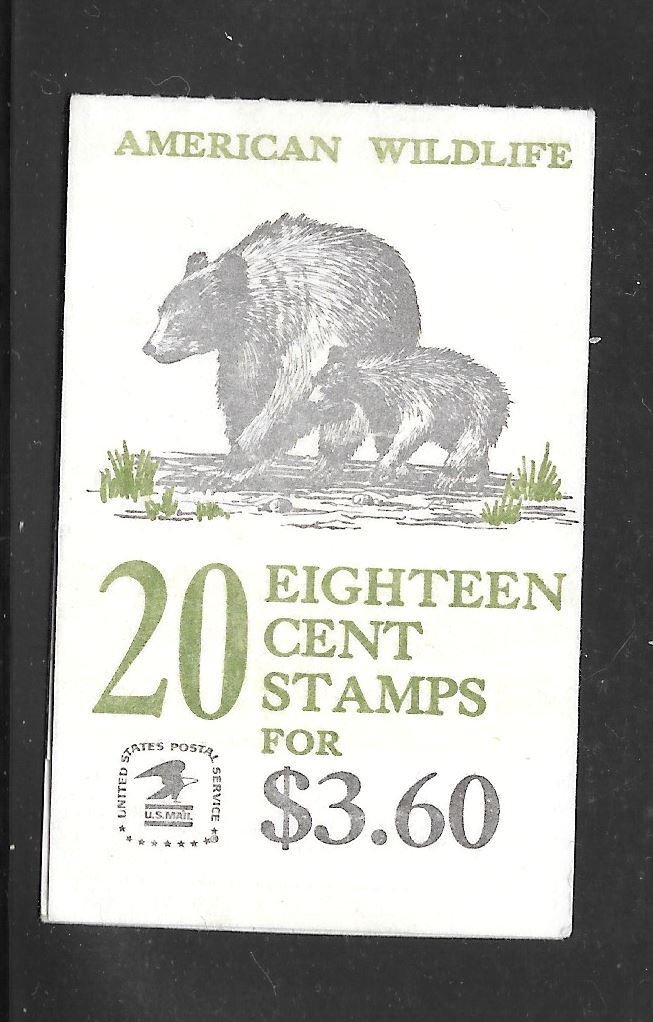 AMERICAN WILDLIFE
20
EIGHTEEN
CENT
STAMPS
FOR
$3.60
UNITED STATES POSTAL SERVICE ®
U.S.MAIL